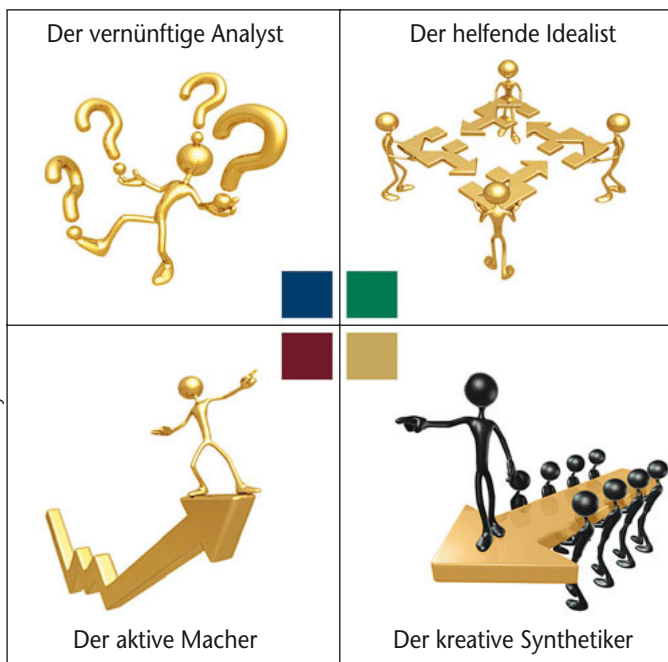 Der vernünftige Analyst
Der helfende Idealist
Der aktive Macher
Der kreative Synthetiker